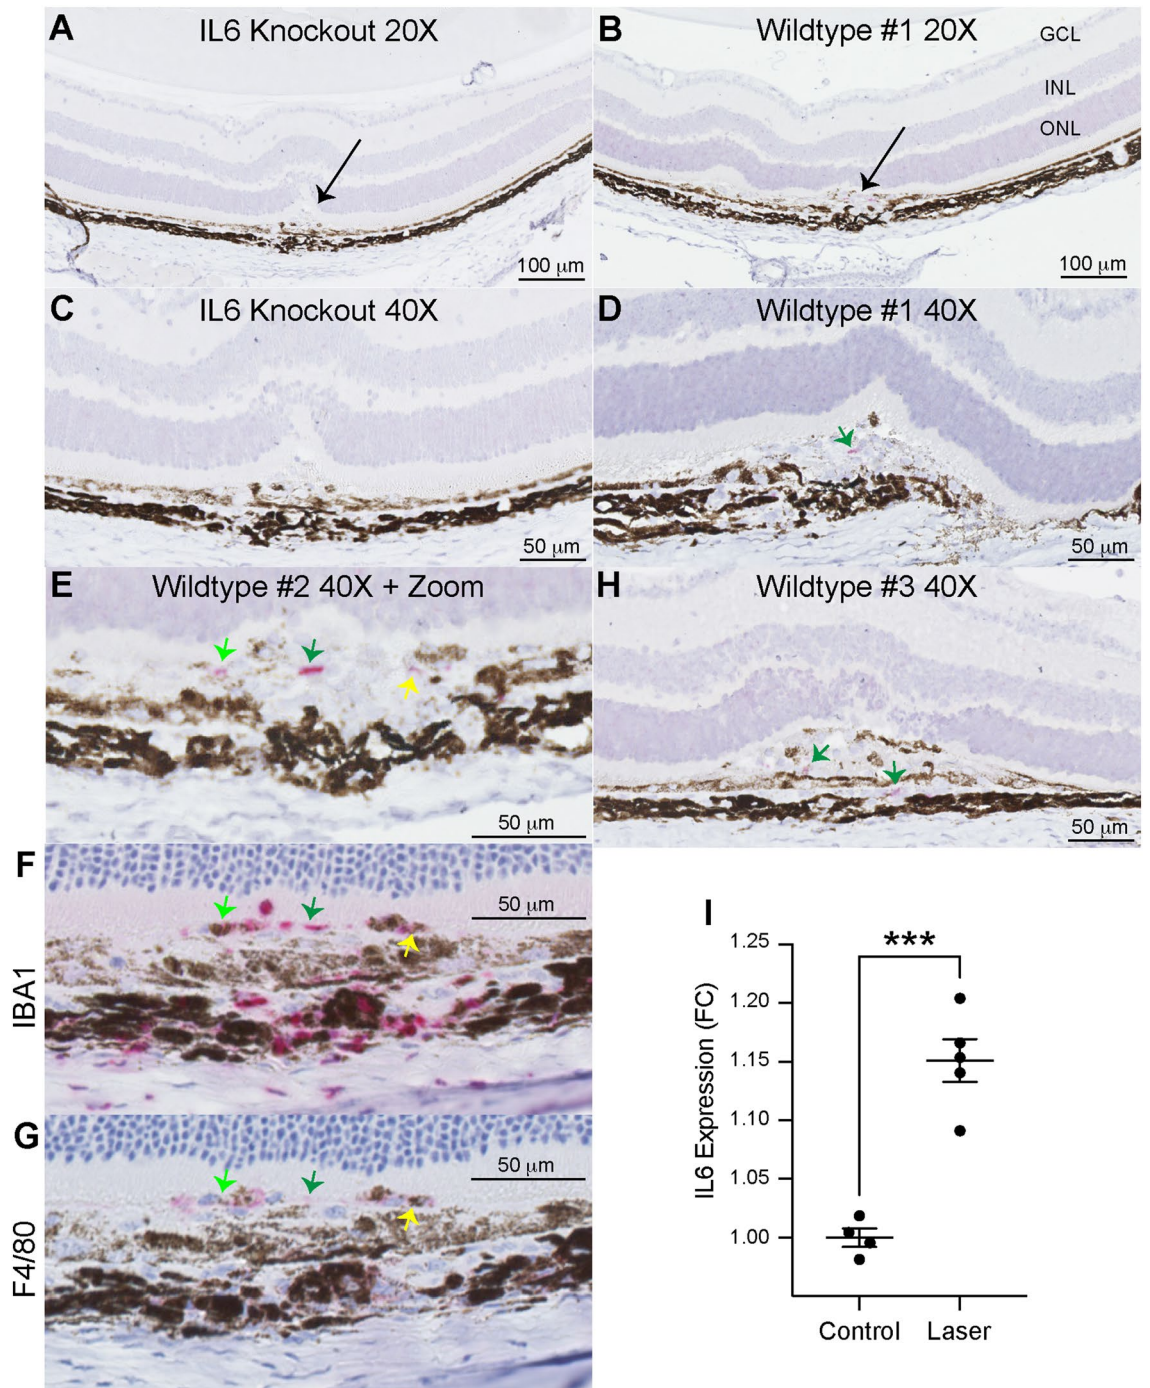 A
IL6 Knockout 20X
100 μm
B
Wildtype #1 20X
GCL
INL
ONL
100 μm
C
IL6 Knockout 40X
50 μm
D
Wildtype #1 40X
50 μm
E
Wildtype #2 40X + Zoom
50 μm
H
Wildtype #3 40X
50 μm
F
50 μm
IBA1
G
50 μm
F4/80
I
***
IL6 Expression (FC)
1.25
1.20
1.15
1.10
1.05
1.00
Control
Laser